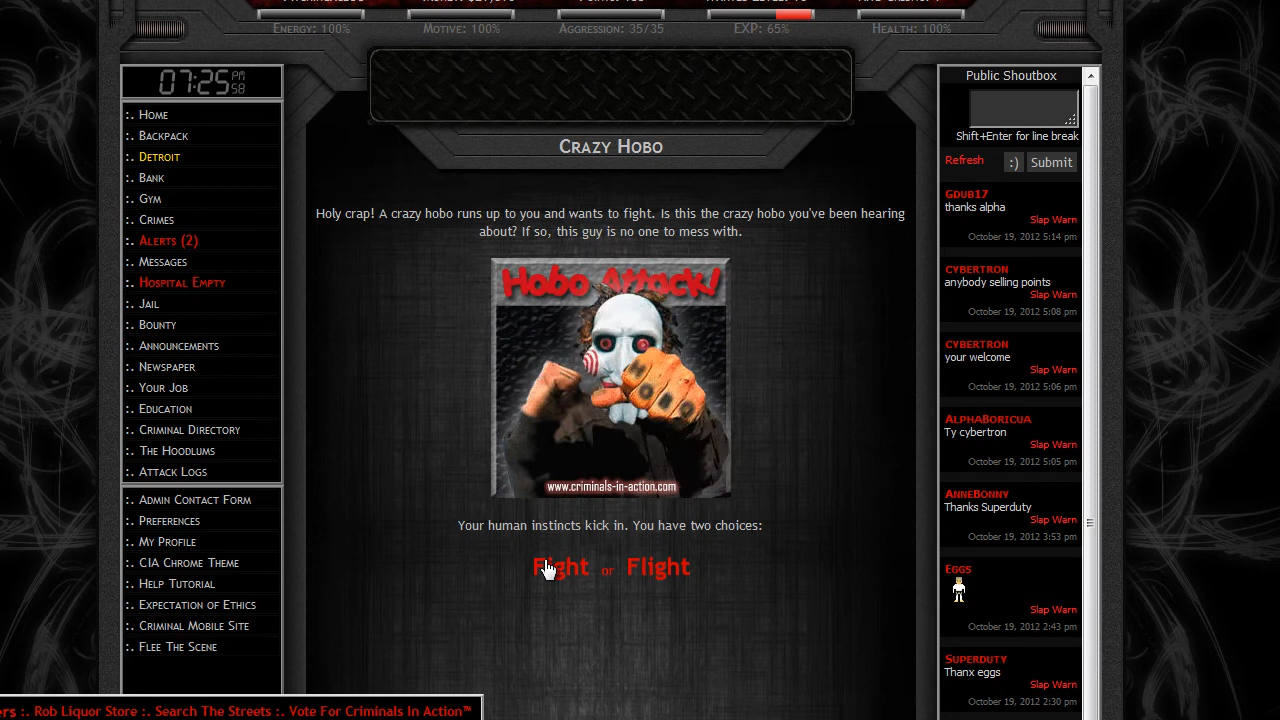 Energy: 100%
Motive: 100%
Aggression: 35/35
EXP: 65%
Health: 100%
07:25 PM 58
:. Home
:. Backpack
:. Detroit
:. Bank
:. Gym
:. Crimes
:. Alerts (2)
:. Messages
:. Hospital Empty
:. Jail
:. Bounty
:. Announcements
:. Newspaper
:. Your Job
:. Education
:. Criminal Directory
:. The Hoodlums
:. Attack Logs
:. Admin Contact Form
:. Preferences
:. My Profile
:. CIA Chrome Theme
:. Help Tutorial
:. Expectation of Ethics
:. Criminal Mobile Site
:. Flee The Scene
Crazy Hobo
Holy crap! A crazy hobo runs up to you and wants to fight. Is this the crazy hobo you've been hearing
about? If so, this guy is no one to mess with.
Hobo Attack!
www.criminals-in-action.com
Your human instincts kick in. You have two choices:
Fight or Flight
Public Shoutbox
Shift+Enter for line break
Refresh :) Submit
Gdub17
thanks alpha
Slap Warn
October 19, 2012 5:14 pm
CYBERTRON
anybody selling points
Slap Warn
October 19, 2012 5:08 pm
CYBERTRON
your welcome
Slap Warn
October 19, 2012 5:06 pm
AlphaBoricua
Ty cybertron
Slap Warn
October 19, 2012 5:05 pm
AnneBonny
Thanks Superduty
Slap Warn
October 19, 2012 3:53 pm
Eggs
Slap Warn
October 19, 2012 2:43 pm
Superduty
Thanx eggs
Slap Warn
October 19, 2012 2:30 pm
:. Rob Liquor Store :. Search The Streets :. Vote For Criminals In Action™